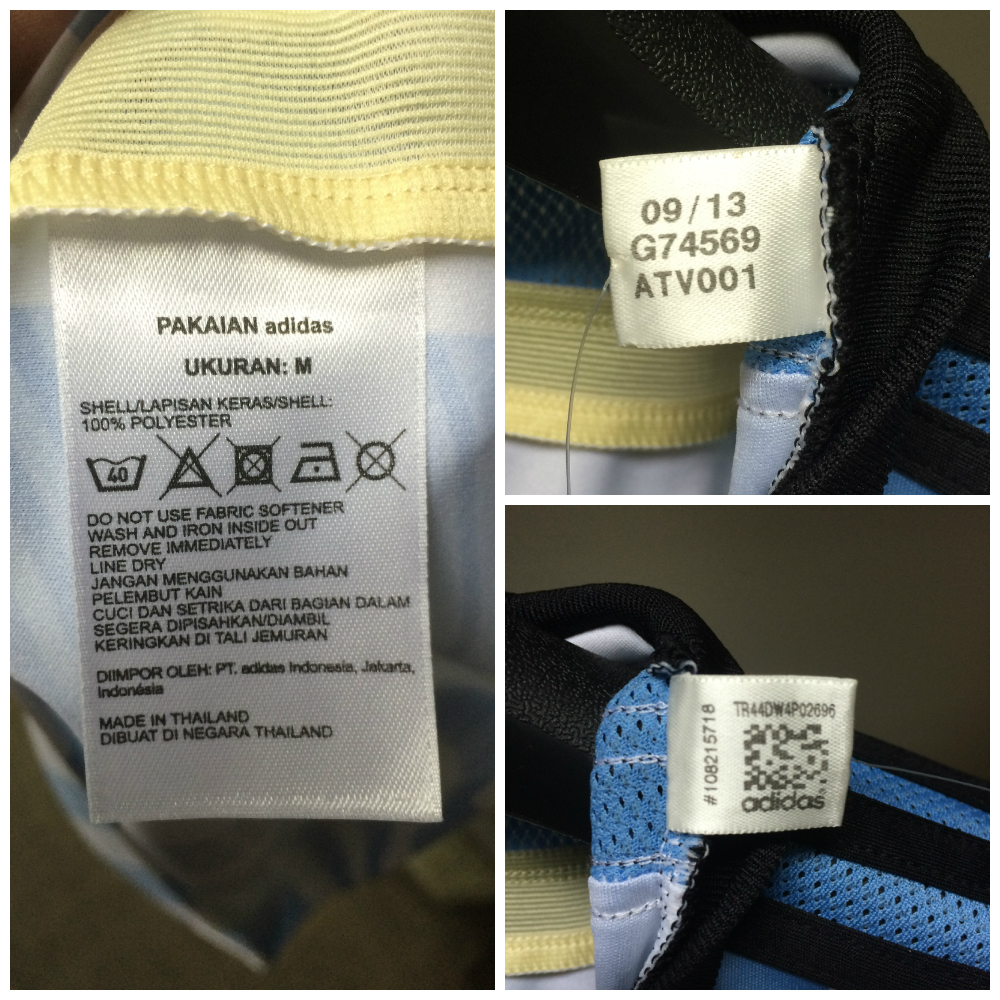 PAKAIAN adidas
UKURAN: M
SHELL/LAPISAN KERAS/SHELL:
100% POLYESTER
40
DO NOT USE FABRIC SOFTENER
WASH AND IRON INSIDE OUT
REMOVE IMMEDIATELY
LINE DRY
JANGAN MENGGUNAKAN BAHAN
PELEMBUT KAIN
CUCI DAN SETRIKA DARI BAGIAN DALAM
SEGERA DIPISAHKAN/DIAMBIL
KERINGKAN DI TALI JEMURAN
DIIMPOR OLEH: PT. adidas Indonesia, Jakarta,
Indonésia
MADE IN THAILAND
DIBUAT DI NEGARA THAILAND
09/13
G74569
ATV001
#108215718
TR44DW4P02696
adidas